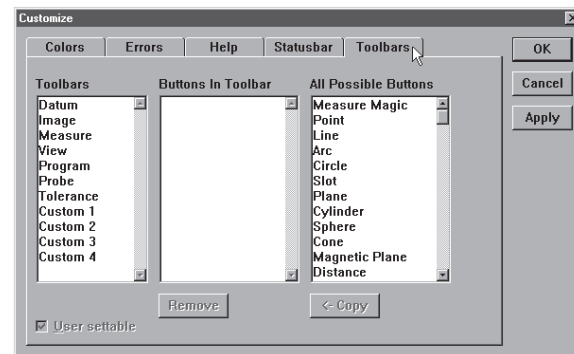 Customize
Colors Errors Help Statusbar Toolbars
OK
Cancel
Apply
Toolbars
Datum
Image
Measure
View
Program
Probe
Tolerance
Custom 1
Custom 2
Custom 3
Custom 4
Buttons In Toolbar
All Possible Buttons
Measure Magic
Point
Line
Arc
Circle
Slot
Plane
Cylinder
Sphere
Cone
Magnetic Plane
Distance
Remove
<- Copy
User settable